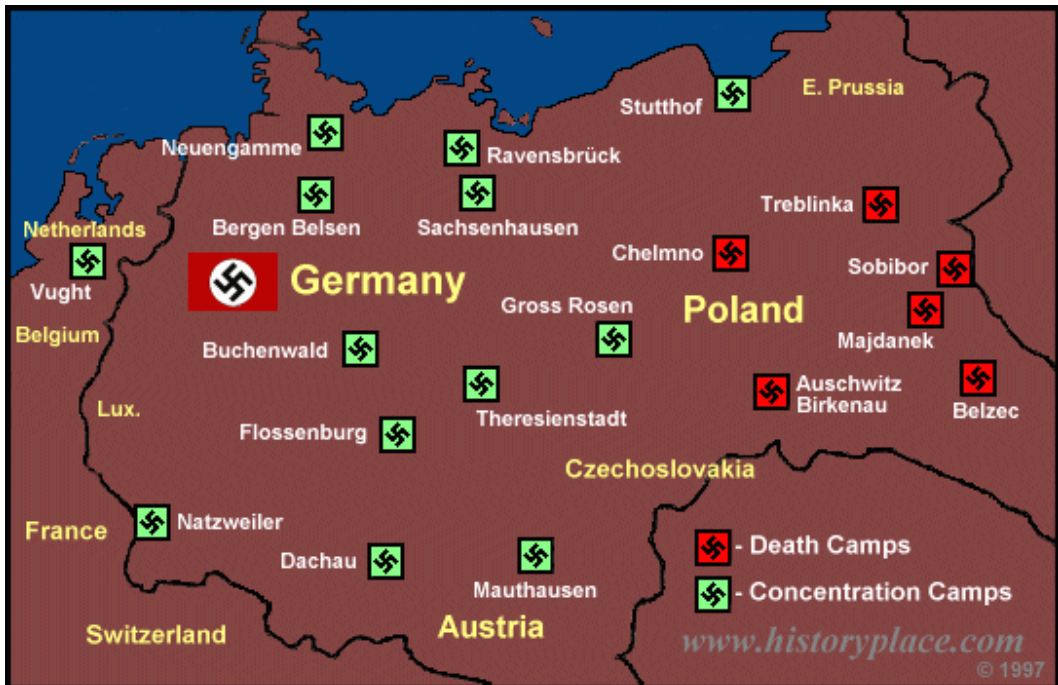 E. Prussia
Stutthof
Neuengamme
Ravensbrück
Treblinka
Netherlands
Bergen Belsen
Sachsenhausen
Chelmno
Sobibor
Vught
Germany
Gross Rosen
Poland
Belgium
Majdanek
Buchenwald
Auschwitz
Birkenau
Lux.
Belzec
Theresienstadt
Flossenburg
Czechoslovakia
France
Natzweiler
- Death Camps
Dachau
Mauthausen
- Concentration Camps
Switzerland
Austria
www.historyplace.com
© 1997